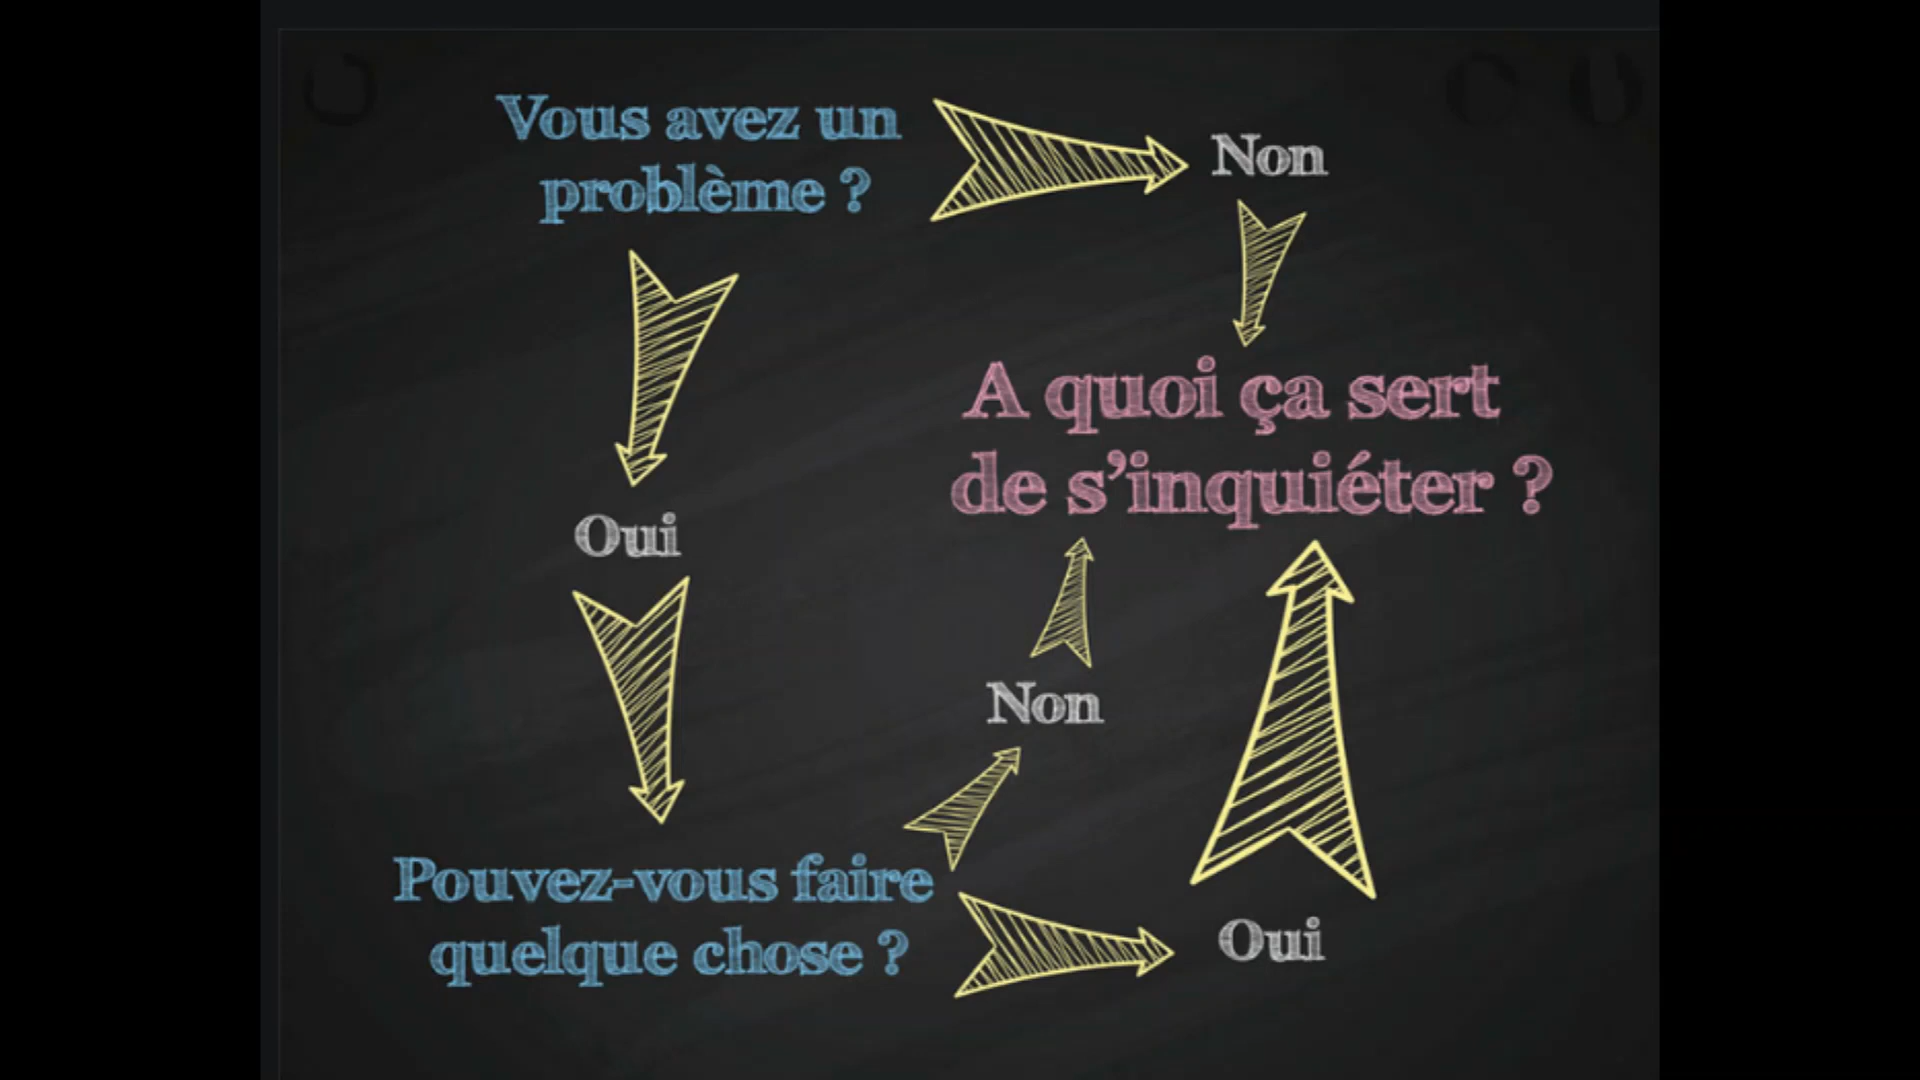 Vous avez un
problème ?
Non
A quoi ça sert
de s'inquiéter ?
Oui
Non
Pouvez-vous faire
quelque chose ?
Oui